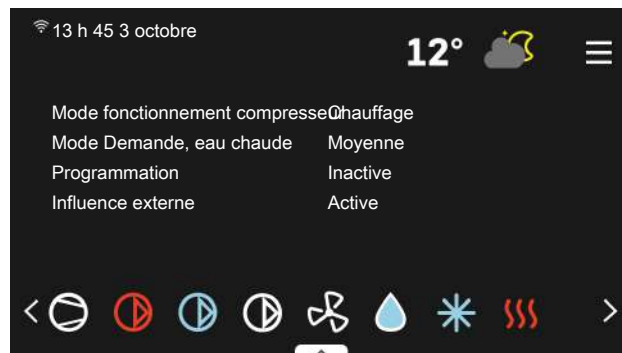 13 h 45 3 octobre
12°
Mode fonctionnement compresseur Chauffage
Mode Demande, eau chaude Moyenne
Programmation Inactive
Influence externe Active